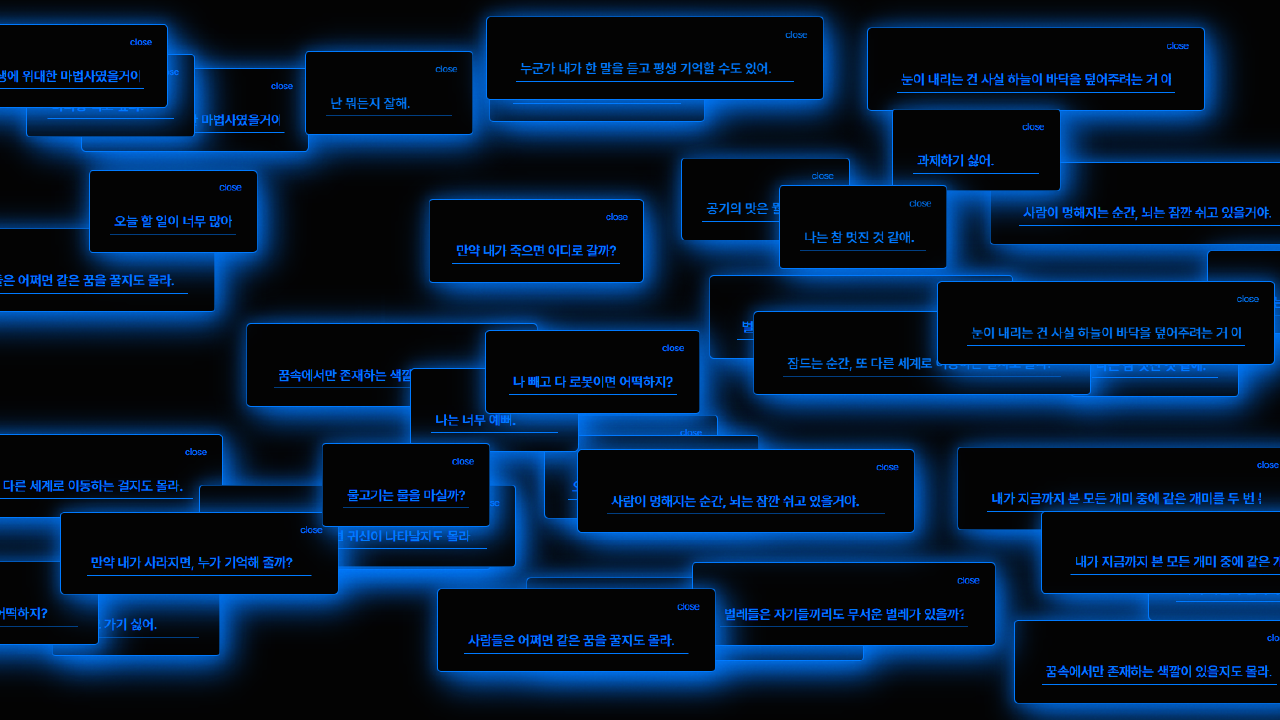 close
생에 위대한 마법사였을거야
close
마법사였을거야
close
난 뭐든지 잘해.
close
누군가 내가 한 말을 듣고 평생 기억할 수도 있어.
close
눈이 내리는 건 사실 하늘이 바닥을 덮어주려는 거 아
close
과제하기 싫어.
close
오늘 할 일이 너무 많아
close
만약 내가 죽으면 어디로 갈까?
close
공기의 맛은
close
나는 참 멋진 것 같애.
사람이 멍해지는 순간, 뇌는 잠깐 쉬고 있을거야.
은 어쩌면 같은 꿈을 꿀지도 몰라.
close
눈이 내리는 건 사실 하늘이 바닥을 덮어주려는 거 아
잠드는 순간, 또 다른 세계로
꿈속에서만 존재하는 색깔
close
나 빼고 다 로봇이면 어떡하지?
나는 너무 예뻐.
close
close
다른 세계로 이동하는 걸지도 몰라.
close
물고기는 물을 마실까?
close
사람이 멍해지는 순간, 뇌는 잠깐 쉬고 있을거야.
close
내가 지금까지 본 모든 개미 중에 같은 개미를 두 번
귀신이 나타날지도 몰라
close
만약 내가 사라지면, 누가 기억해 줄까?
내가 지금까지 본 모든 개미 중에 같은
어떡하지?
가기 싫어.
close
사람들은 어쩌면 같은 꿈을 꿀지도 몰라.
close
벌레들은 자기들끼리도 무서운 벌레가 있을까?
꿈속에서만 존재하는 색깔이 있을지도 몰라.